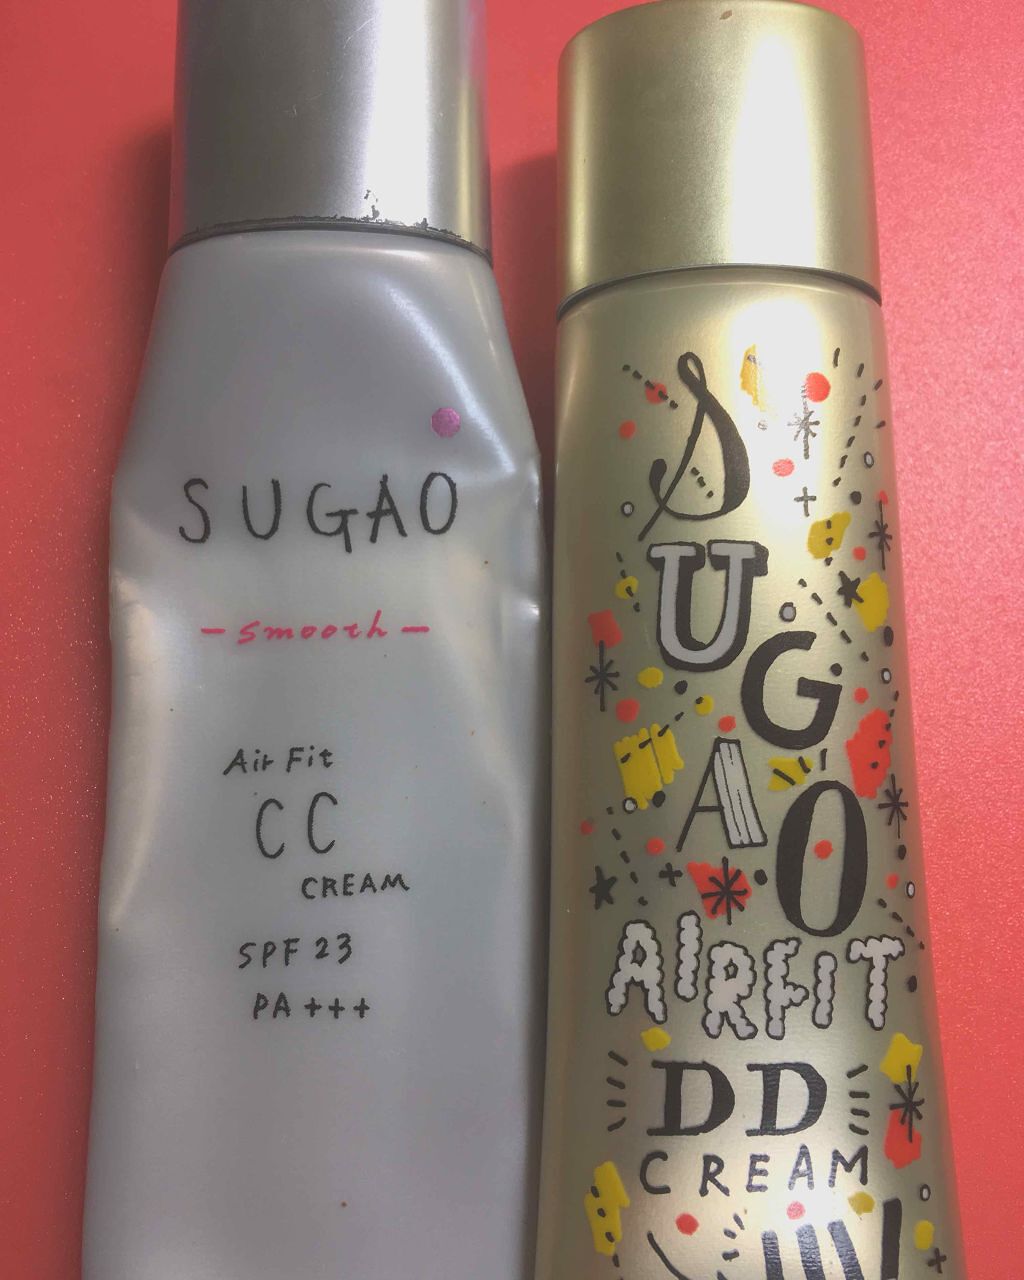 SUGAO
-smooth-
Air Fit
CC
CREAM
SPF 23
PA +++
SUGAO
AIRFIT
DD
CREAM